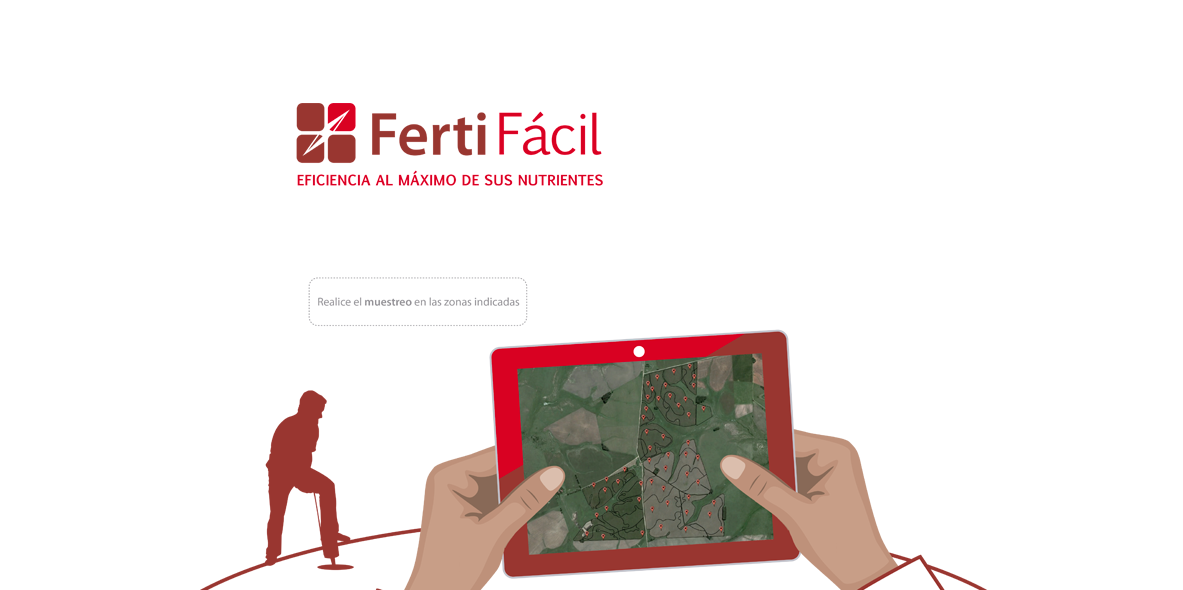 Ferti Fácil
EFICIENCIA AL MÁXIMO DE SUS NUTRIENTES
Realice el muestreo en las zonas indicadas